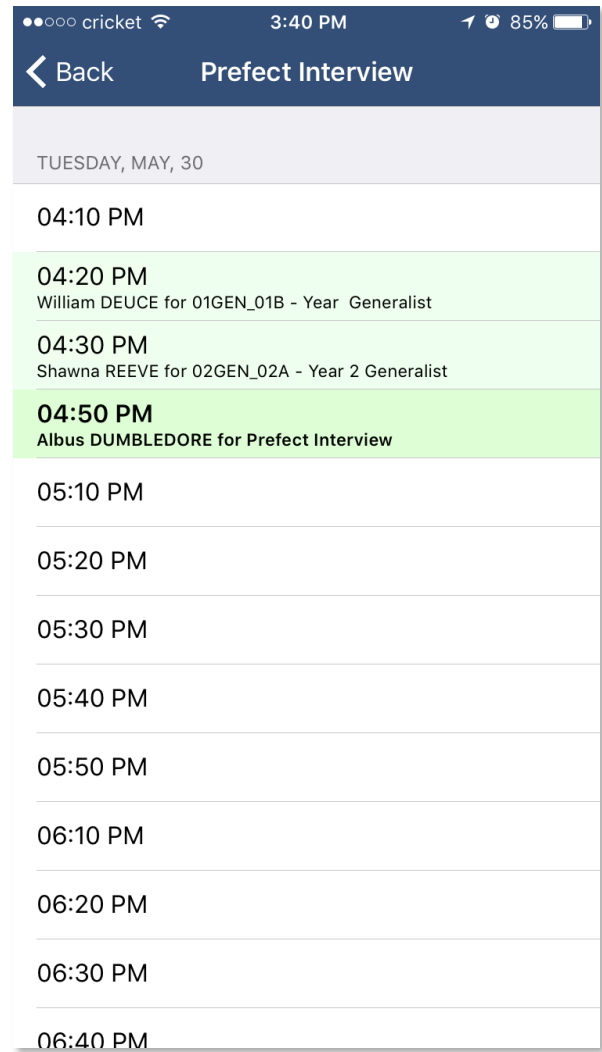 cricket 3:40 PM 85%
Back Prefect Interview
TUESDAY, MAY, 30
04:10 PM
04:20 PM
William DEUCE for 01GEN_01B - Year  Generalist
04:30 PM
Shawna REEVE for 02GEN_02A - Year 2 Generalist
04:50 PM
Albus DUMBLEDORE for Prefect Interview
05:10 PM
05:20 PM
05:30 PM
05:40 PM
05:50 PM
06:10 PM
06:20 PM
06:30 PM
06:40 PM